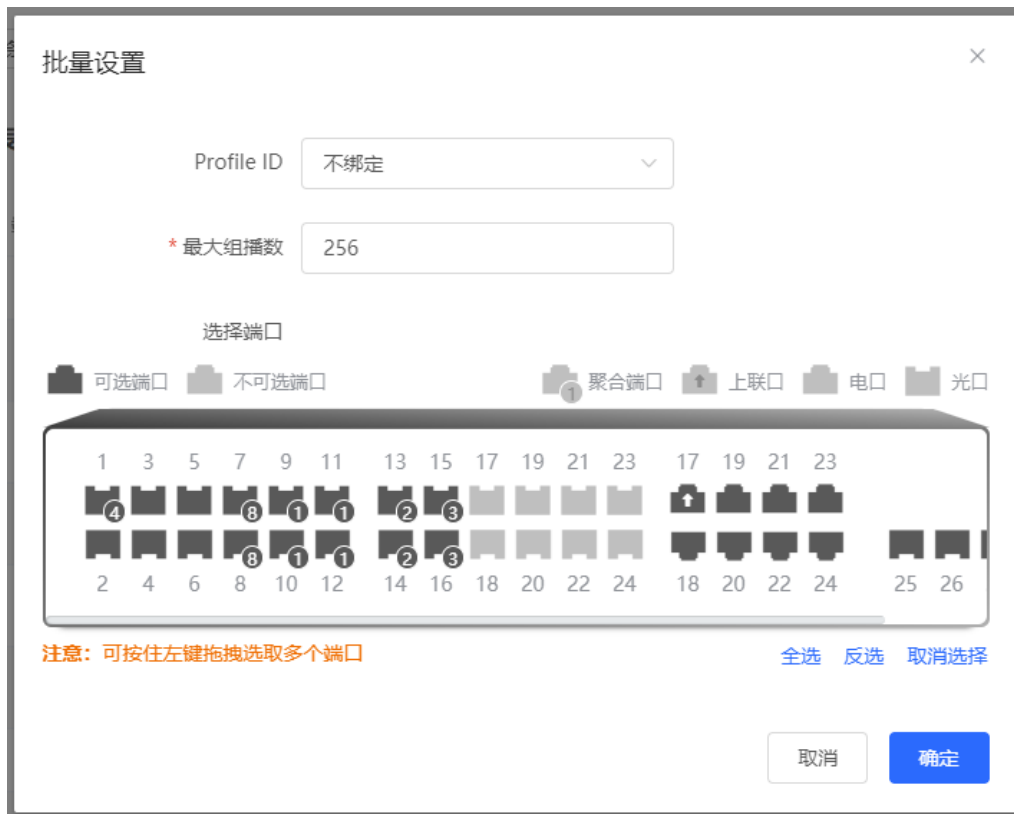 批量设置
Profile ID 不绑定
* 最大组播数 256
选择端口
可选端口 不可选端口 1 聚合端口 上联口 电口 光口
1 3 5 7 9 11 13 15 17 19 21 23 17 19 21 23
4 8 1 1 2 3
8 1 1 2 3
2 4 6 8 10 12 14 16 18 20 22 24 18 20 22 24 25 26
注意：可按住左键拖拽选取多个端口 全选 反选 取消选择
取消 确定